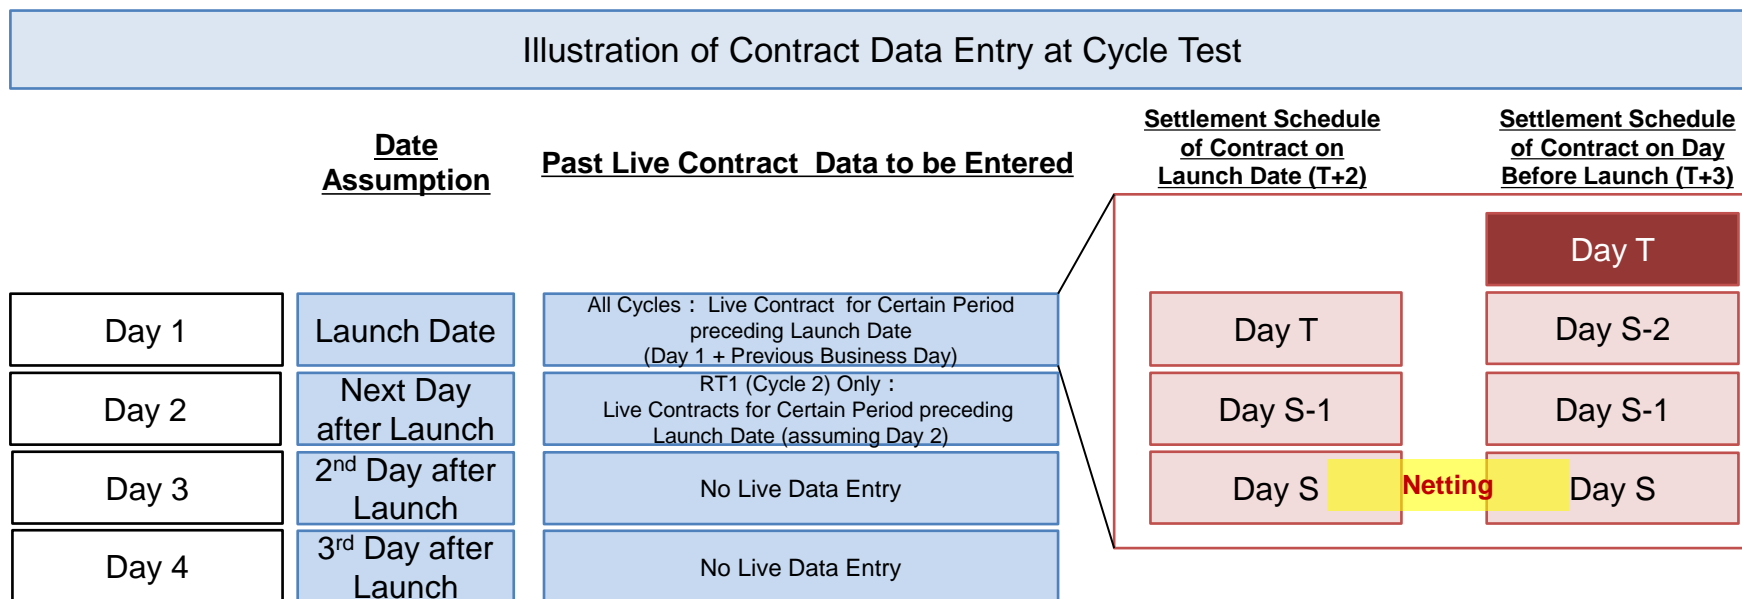 Illustration of Contract Data Entry at Cycle Test
Date
Assumption
Past Live Contract  Data to be Entered
Settlement Schedule
of Contract on
Launch Date (T+2)
Settlement Schedule
of Contract on Day
Before Launch (T+3)
Day T
Day 1
Launch Date
All Cycles : Live Contract  for Certain Period
preceding Launch Date
(Day 1 + Previous Business Day)
Day T
Day S-2
Day 2
Next Day
after Launch
RT1 (Cycle 2) Only :
Live Contracts for Certain Period preceding
Launch Date (assuming Day 2)
Day S-1
Day S-1
Day 3
2nd Day after
Launch
No Live Data Entry
Day S
Netting
Day S
Day 4
3rd Day after
Launch
No Live Data Entry